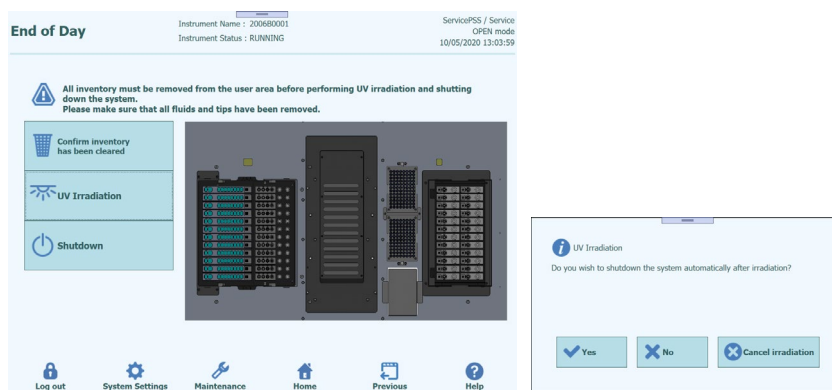 End of Day
Instrument Name : 2006B0001
Instrument Status : RUNNING
ServicePSS / Service
OPEN mode
10/05/2020 13:03:59
All inventory must be removed from the user area before performing UV irradiation and shutting
down the system.
Please make sure that all fluids and tips have been removed.
Confirm inventory
has been cleared
UV Irradiation
Shutdown
Log out
System Settings
Maintenance
Home
Previous
Help
UV Irradiation
Do you wish to shutdown the system automatically after irradiation?
Yes
No
Cancel irradiation